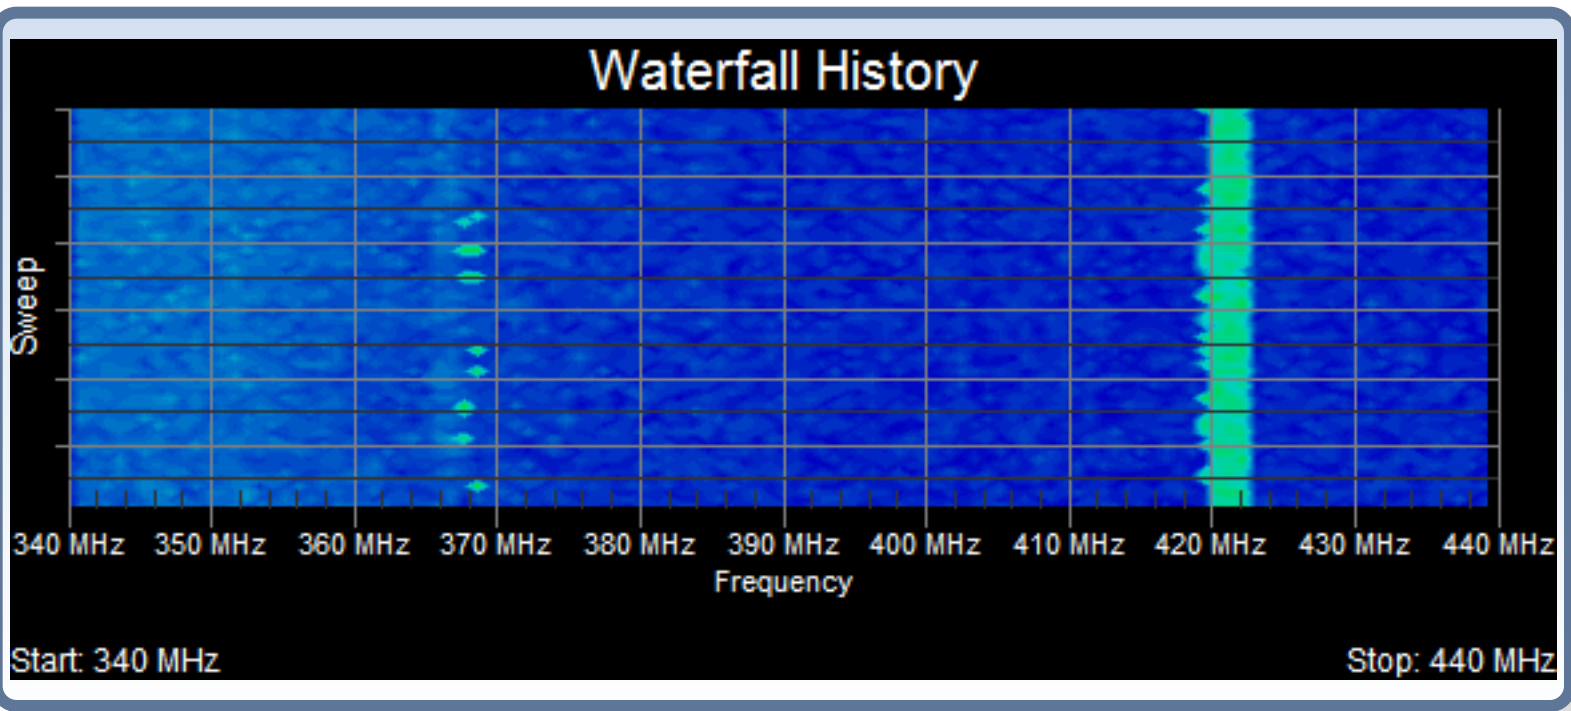 Waterfall History
Sweep
340 MHz 350 MHz 360 MHz 370 MHz 380 MHz 390 MHz 400 MHz 410 MHz 420 MHz 430 MHz 440 MHz
Frequency
Start: 340 MHz Stop: 440 MHz